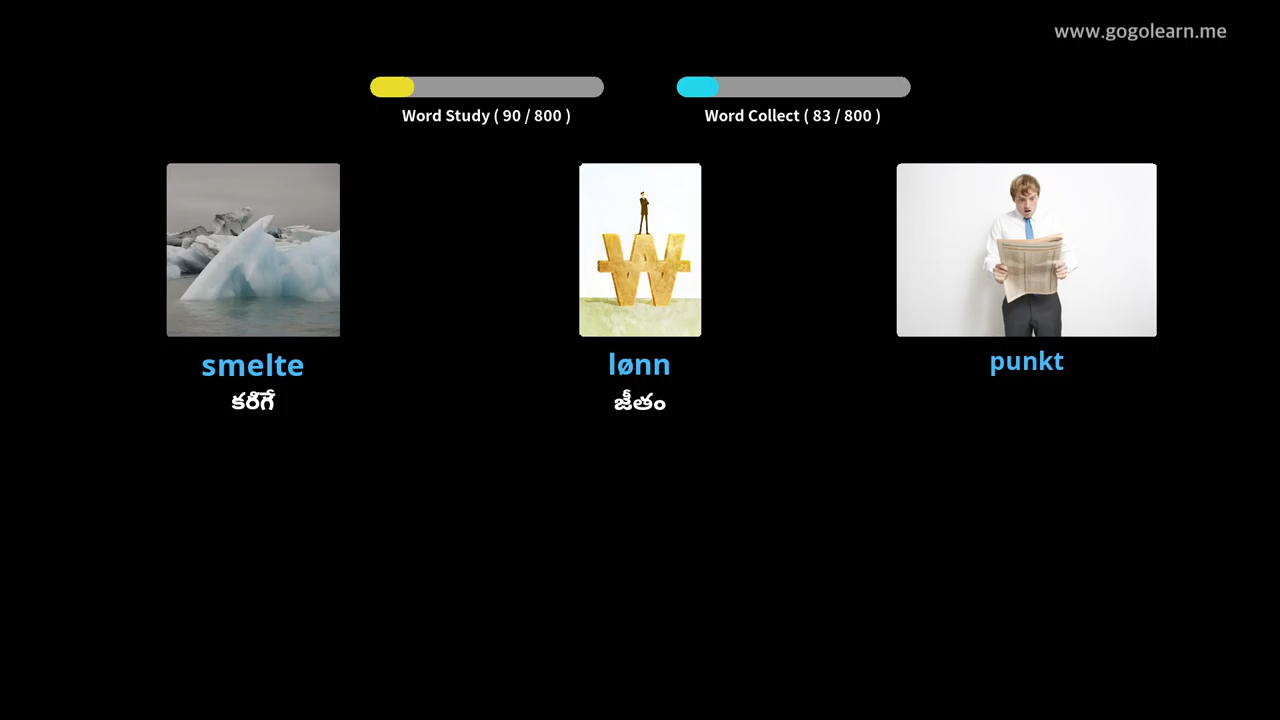 www.gogolearn.me
Word Study ( 90 / 800 )
Word Collect ( 83 / 800 )
smelte
కరిగే
lønn
జీతం
punkt